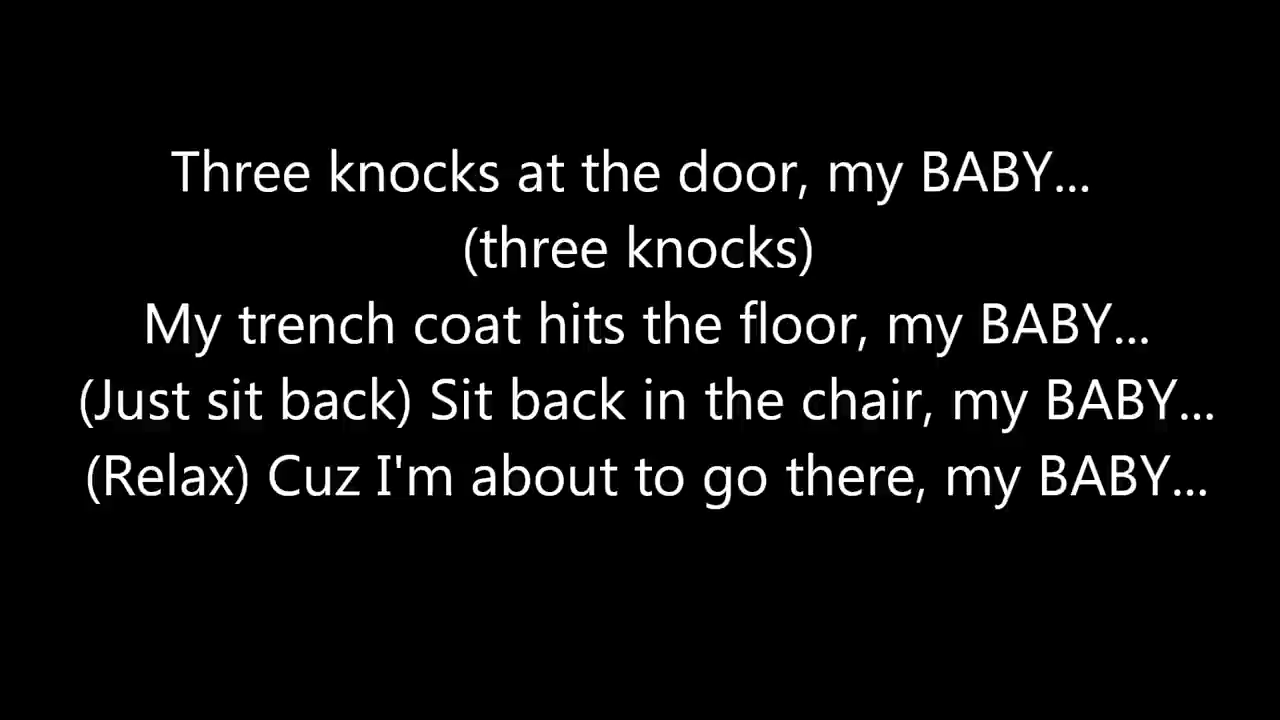 Three knocks at the door, my BABY...
(three knocks)
My trench coat hits the floor, my BABY...
(Just sit back) Sit back in the chair, my BABY...
(Relax) Cuz I'm about to go there, my BABY...